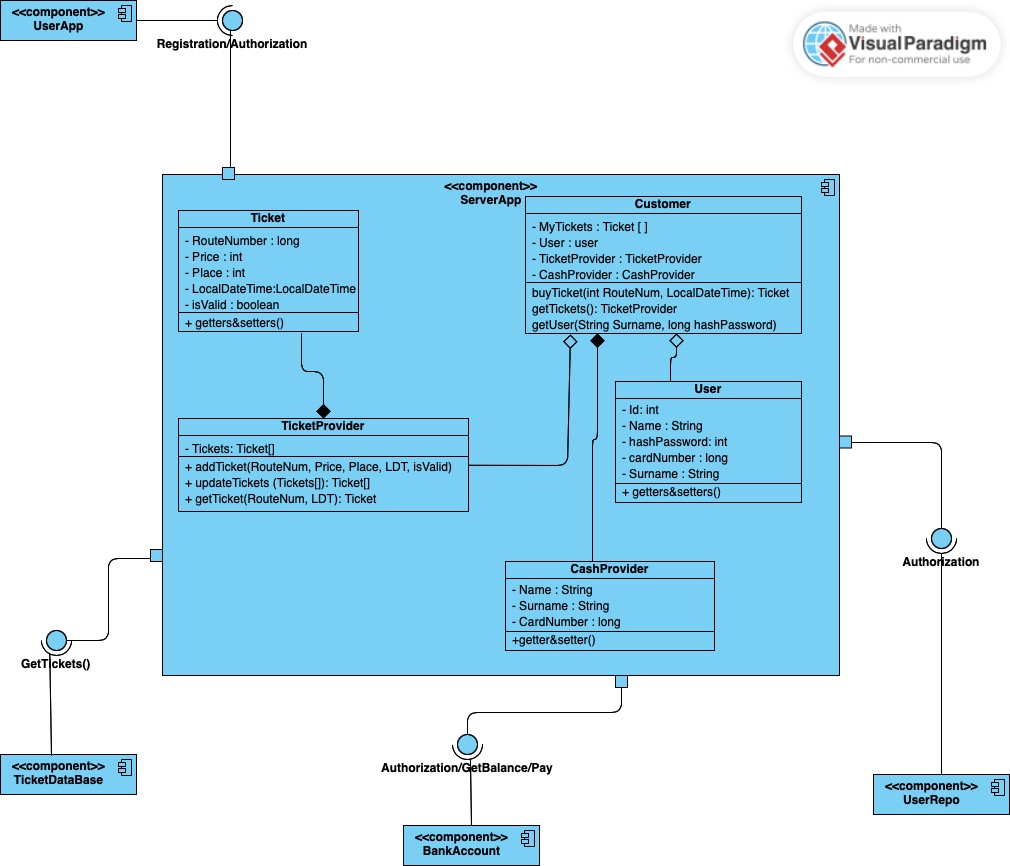 <<component>>
UserApp
Registration/Authorization
Made with
Visual Paradigm
For non-commercial use
<<component>>
ServerApp
Ticket
- RouteNumber : long
- Price : int
- Place : int
- LocalDateTime:LocalDateTime
- isValid : boolean
+ getters&setters()
Customer
- MyTickets : Ticket [ ]
- User : user
- TicketProvider : TicketProvider
- CashProvider : CashProvider
buyTicket(int RouteNum, LocalDateTime): Ticket
getTickets(): TicketProvider
getUser(String Surname, long hashPassword)
User
- Id: int
- Name : String
- hashPassword: int
- cardNumber : long
- Surname : String
+ getters&setters()
TicketProvider
- Tickets: Ticket[]
+ addTicket(RouteNum, Price, Place, LDT, isValid)
+ updateTickets (Tickets[]): Ticket[]
+ getTicket(RouteNum, LDT): Ticket
CashProvider
- Name : String
- Surname : String
- CardNumber : long
+getter&setter()
Authorization
GetTickets()
<<component>>
TicketDataBase
Authorization/GetBalance/Pay
<<component>>
UserRepo
<<component>>
BankAccount